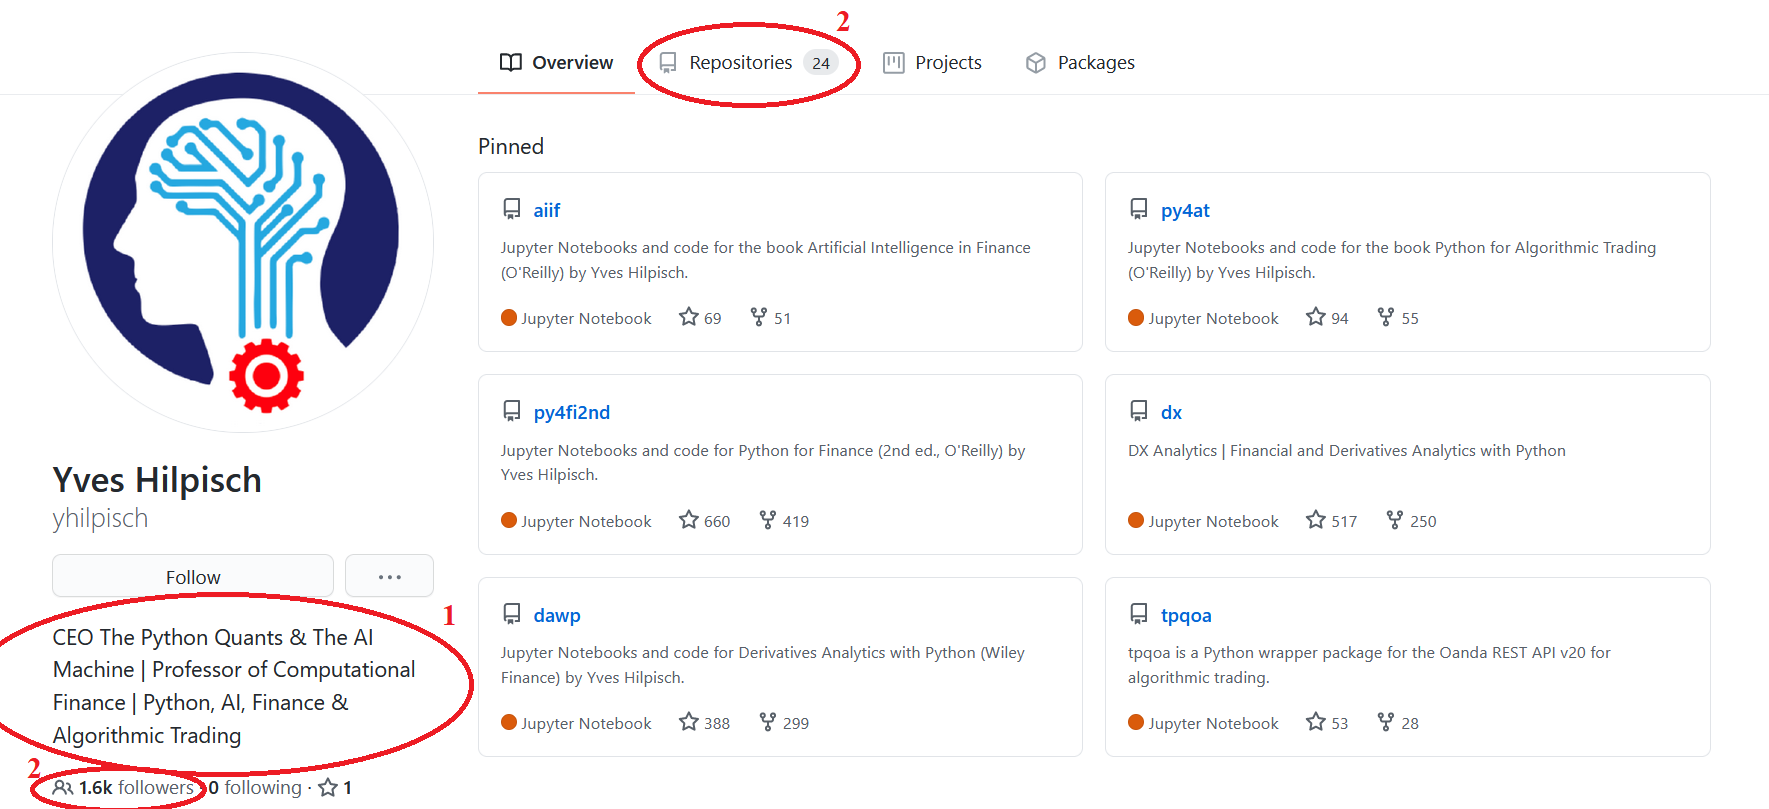 2
Overview
Repositories 24
Projects
Packages
Pinned
aiif
Jupyter Notebooks and code for the book Artificial Intelligence in Finance
(O'Reilly) by Yves Hilpisch.
Jupyter Notebook 69 51
py4at
Jupyter Notebooks and code for the book Python for Algorithmic Trading
(O'Reilly) by Yves Hilpisch.
Jupyter Notebook 94 55
py4fi2nd
Jupyter Notebooks and code for Python for Finance (2nd ed., O'Reilly) by
Yves Hilpisch.
Jupyter Notebook 660 419
dx
DX Analytics | Financial and Derivatives Analytics with Python
Jupyter Notebook 517 250
dawp
Jupyter Notebooks and code for Derivatives Analytics with Python (Wiley
Finance) by Yves Hilpisch.
Jupyter Notebook 388 299
tpqoa
tpqoa is a Python wrapper package for the Oanda REST API v20 for
algorithmic trading.
Jupyter Notebook 53 28
Yves Hilpisch
yhilpisch
Follow
...
1
CEO The Python Quants & The AI
Machine | Professor of Computational
Finance | Python, AI, Finance &
Algorithmic Trading
2
1.6k followers · 0 following · 1